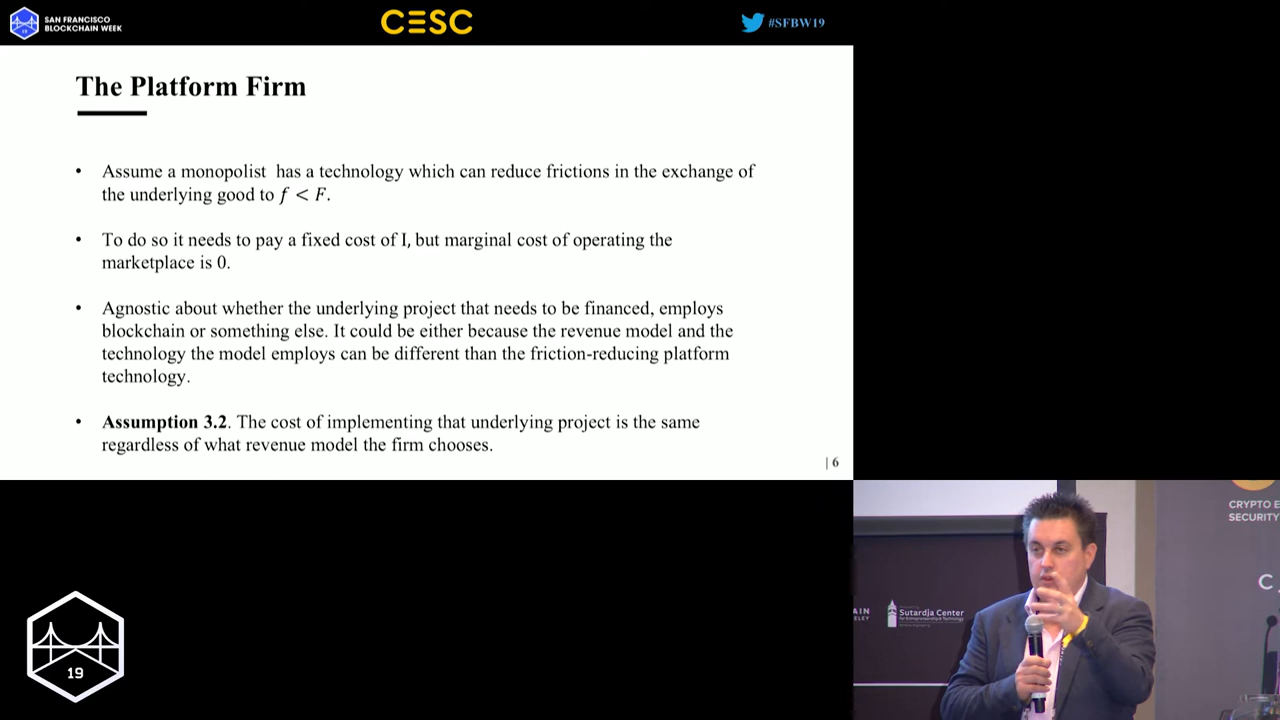 SAN FRANCISCO
BLOCKCHAIN WEEK
19
CESC
#SFBW19
The Platform Firm
• Assume a monopolist has a technology which can reduce frictions in the exchange of
the underlying good to f < F.
• To do so it needs to pay a fixed cost of I, but marginal cost of operating the
marketplace is 0.
• Agnostic about whether the underlying project that needs to be financed, employs
blockchain or something else. It could be either because the revenue model and the
technology the model employs can be different than the friction-reducing platform
technology.
• Assumption 3.2. The cost of implementing that underlying project is the same
regardless of what revenue model the firm chooses.
| 6
CRYPTO E
SECURITY
C
AIN
ELEY
Sutardja Center
19